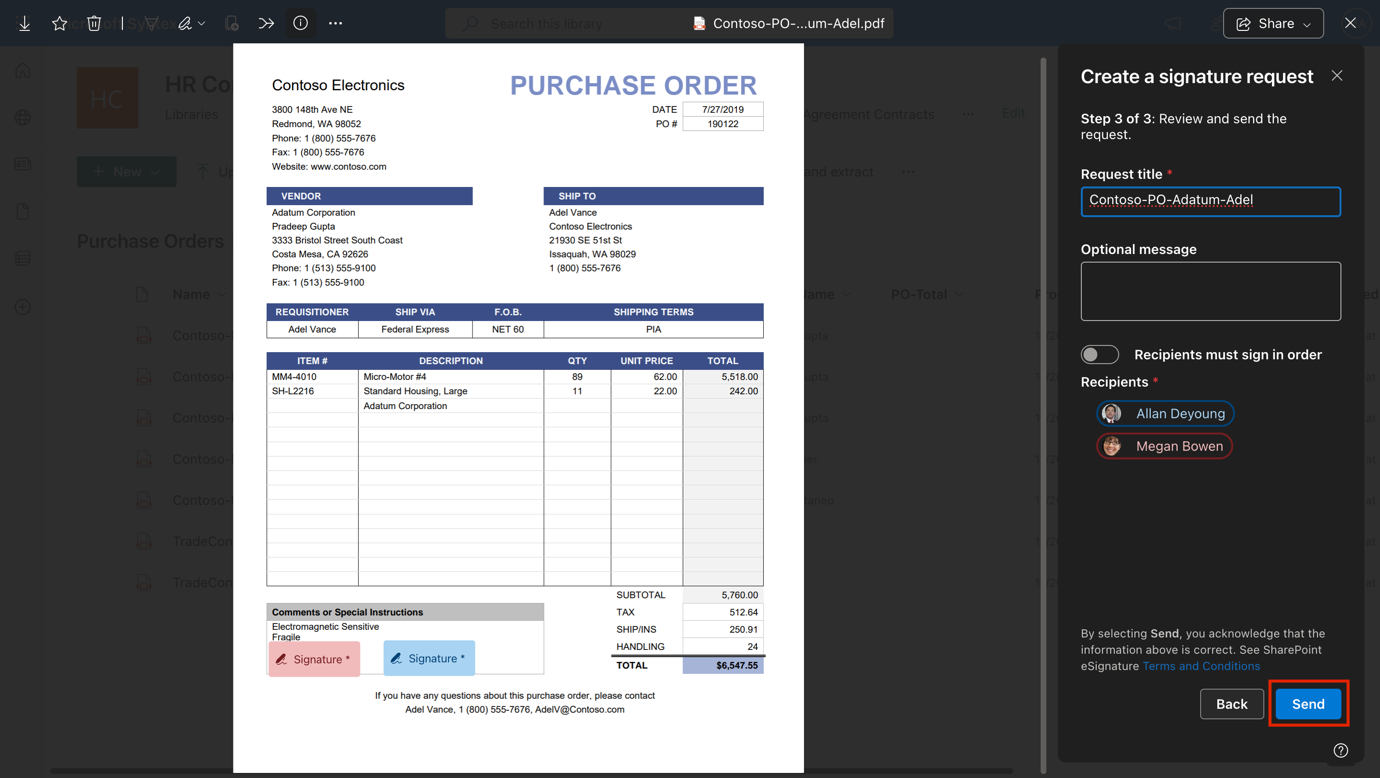 Search this library
Contoso-PO-...um-Adel.pdf
Share
HC
HR Co
Libraries
Agreement Contracts
Edit
New
Up
and extract
Purchase Orders
Name
PO-Total
Contoso-
Contoso-
Contoso-
Contoso-
Contoso-
TradeCon
TradeCon
Contoso Electronics
PURCHASE ORDER
3800 148th Ave NE
DATE 7/27/2019
Redmond, WA 98052
PO # 190122
Phone: 1 (800) 555-7676
Fax: 1 (800) 555-7676
Website: www.contoso.com
VENDOR SHIP TO
Adatum Corporation Adel Vance
Pradeep Gupta Contoso Electronics
3333 Bristol Street South Coast 21930 SE 51st St
Costa Mesa, CA 92626 Issaquah, WA 98029
Phone: 1 (513) 555-9100 1 (800) 555-7676
Fax: 1 (513) 555-9100
REQUISITIONER SHIP VIA F.O.B. SHIPPING TERMS
Adel Vance Federal Express NET 60 PIA
ITEM # DESCRIPTION QTY UNIT PRICE TOTAL
MM4-4010 Micro-Motor #4 89 62.00 5,518.00
SH-L2216 Standard Housing, Large 11 22.00 242.00
Adatum Corporation
SUBTOTAL 5,760.00
TAX 512.64
SHIP/INS 250.91
HANDLING 24
TOTAL $6,547.55
Comments or Special Instructions
Electromagnetic Sensitive
Fragile
Signature * Signature *
If you have any questions about this purchase order, please contact
Adel Vance, 1 (800) 555-7676, AdelV@Contoso.com
Create a signature request
Step 3 of 3: Review and send the
request.
Request title *
Contoso-PO-Adatum-Adel
Optional message
Recipients must sign in order
Recipients *
Allan Deyoung
Megan Bowen
By selecting Send, you acknowledge that the
information above is correct. See SharePoint
eSignature Terms and Conditions
Back Send